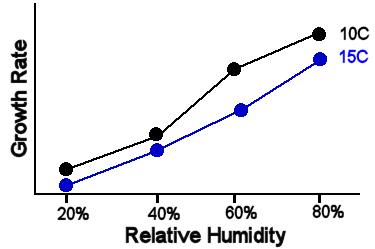 10C
15C
Growth Rate
20%
40%
60%
80%
Relative Humidity